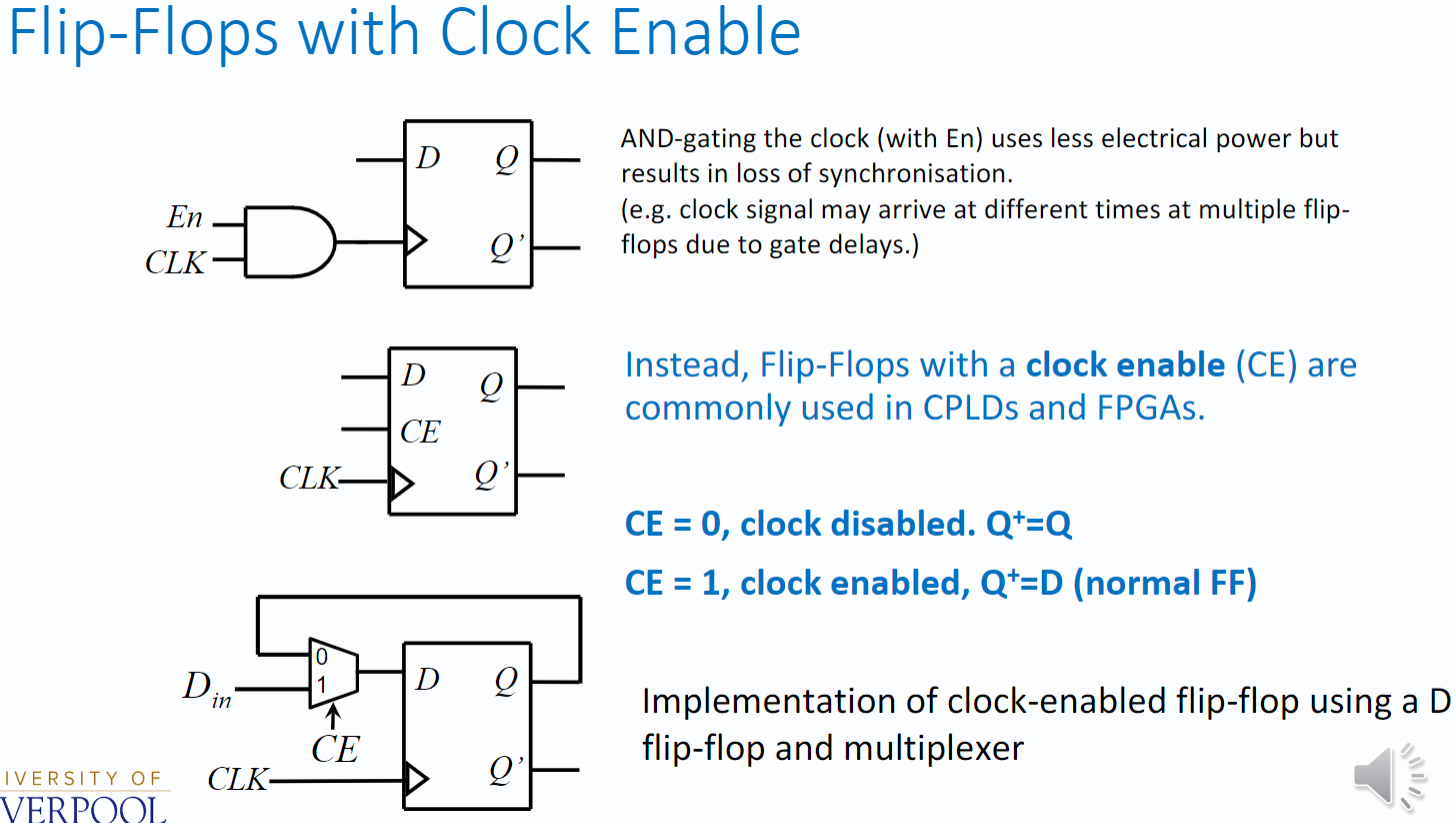 Flip-Flops with Clock Enable
D Q
En
CLK
Q’
AND-gating the clock (with En) uses less electrical power but
results in loss of synchronisation.
(e.g. clock signal may arrive at different times at multiple flip-
flops due to gate delays.)
D Q
CE
CLK Q’
Instead, Flip-Flops with a clock enable (CE) are
commonly used in CPLDs and FPGAs.
CE = 0, clock disabled. Q⁺=Q
CE = 1, clock enabled, Q⁺=D (normal FF)
0
1
Din
D Q
CE
CLK Q’
Implementation of clock-enabled flip-flop using a D
flip-flop and multiplexer
IVERSITY OF
VERPOOL